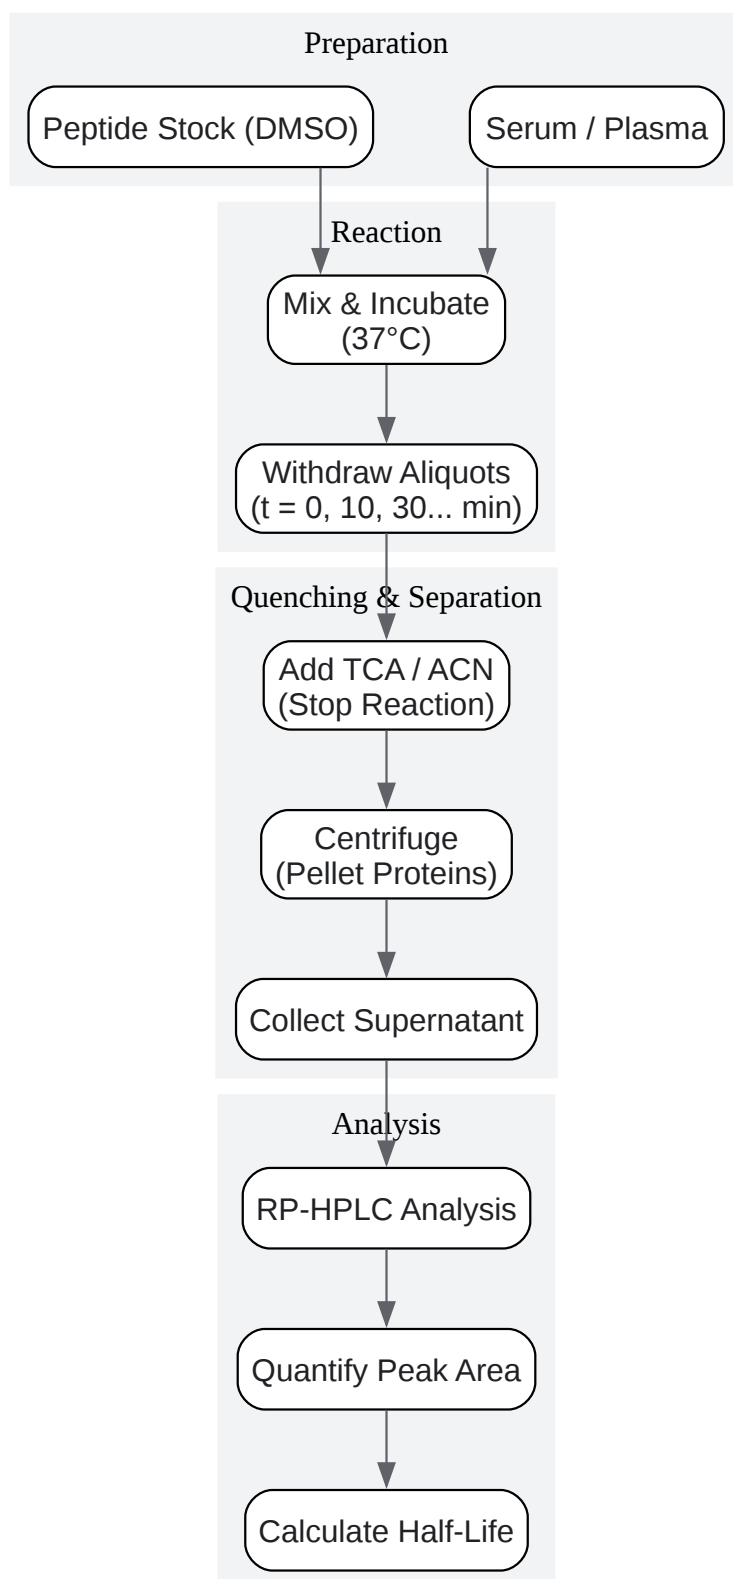 Preparation
Peptide Stock (DMSO)
Serum / Plasma
Reaction
Mix & Incubate
(37°C)
Withdraw Aliquots
(t = 0, 10, 30... min)
Quenching & Separation
Add TCA / ACN
(Stop Reaction)
Centrifuge
(Pellet Proteins)
Collect Supernatant
Analysis
RP-HPLC Analysis
Quantify Peak Area
Calculate Half-Life